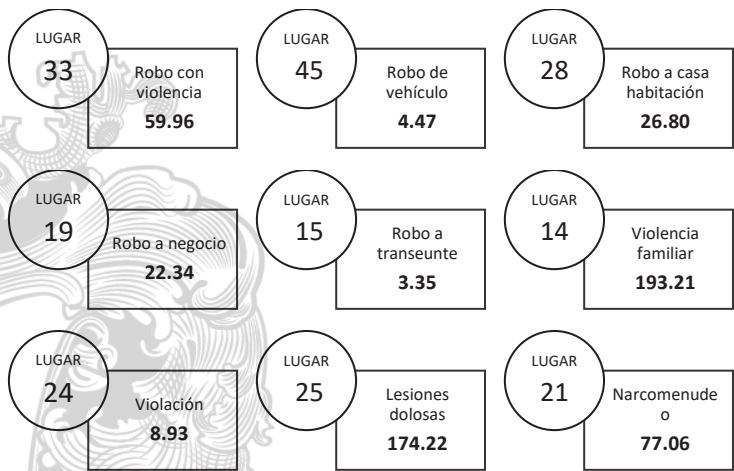 LUGAR
33
Robo con
violencia
59.96
LUGAR
45
Robo de
vehículo
4.47
LUGAR
28
Robo a casa
habitación
26.80
LUGAR
19
Robo a negocio
22.34
LUGAR
15
Robo a
transeunte
3.35
LUGAR
14
Violencia
familiar
193.21
LUGAR
24
Violación
8.93
LUGAR
25
Lesiones
dolosas
174.22
LUGAR
21
Narcomenude
o
77.06